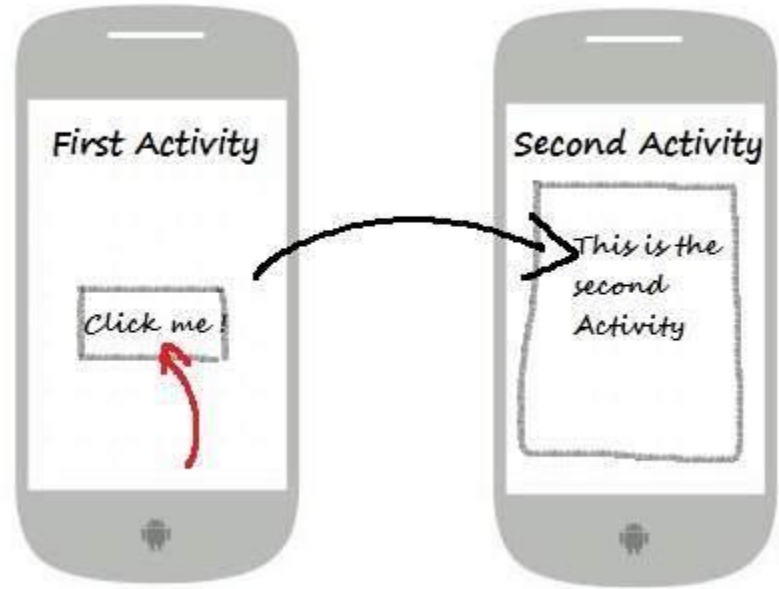 First Activity
Click me !
Second Activity
This is the
second
Activity